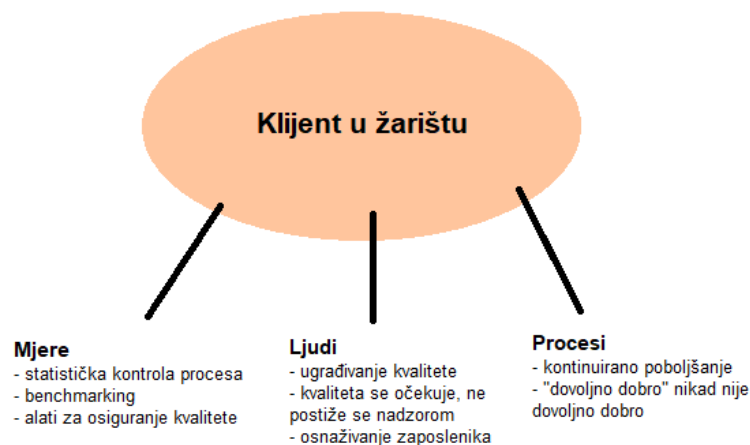 Klijent u žarištu
Mjere
- statistička kontrola procesa
- benchmarking
- alati za osiguranje kvalitete
Ljudi
- ugrađivanje kvalitete
- kvaliteta se očekuje, ne
postiže se nadzorom
- osnaživanje zaposlenika
Procesi
- kontinuirano poboljšanje
- "dovoljno dobro" nikad nije
dovoljno dobro